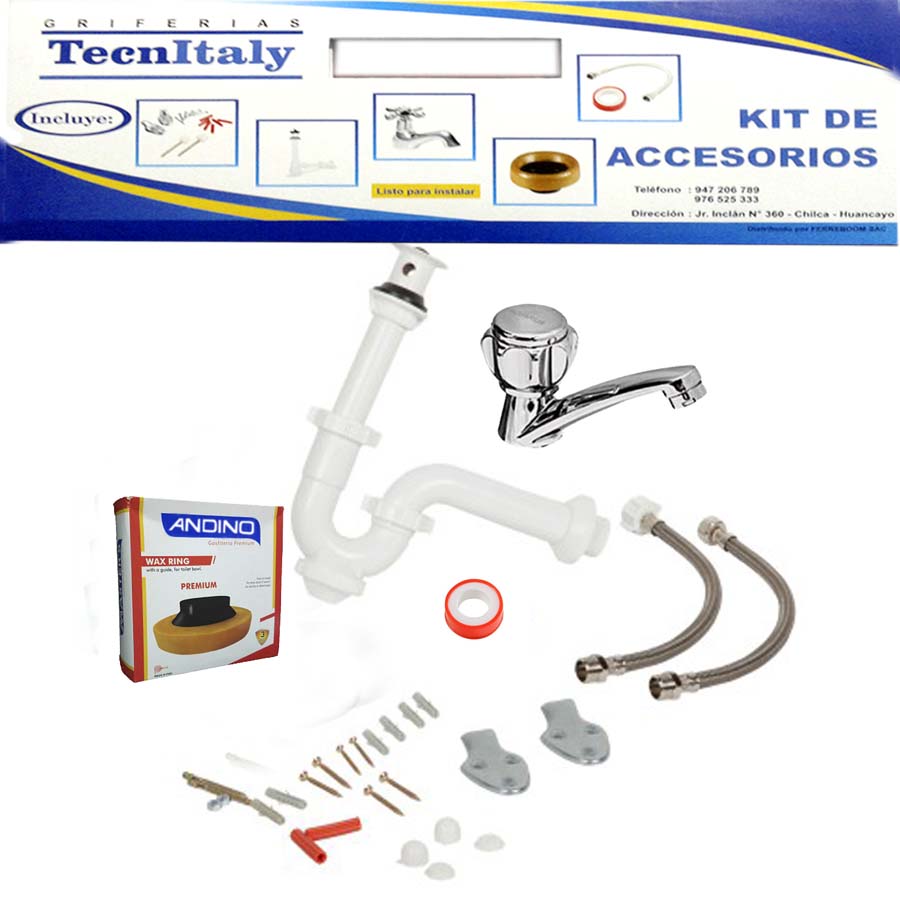 GRIFERIAS
TecnItaly
Incluye:
Listo para instalar
KIT DE
ACCESORIOS
Teléfono : 947 206 789
976 525 333
Dirección : Jr. Inclán N° 360 - Chilca - Huancayo
Distribuido por FERREBOOM SAC
ANDINO
Gasfitería Premium
WAX RING
with a guide, for toilet bowl.
PREMIUM
3